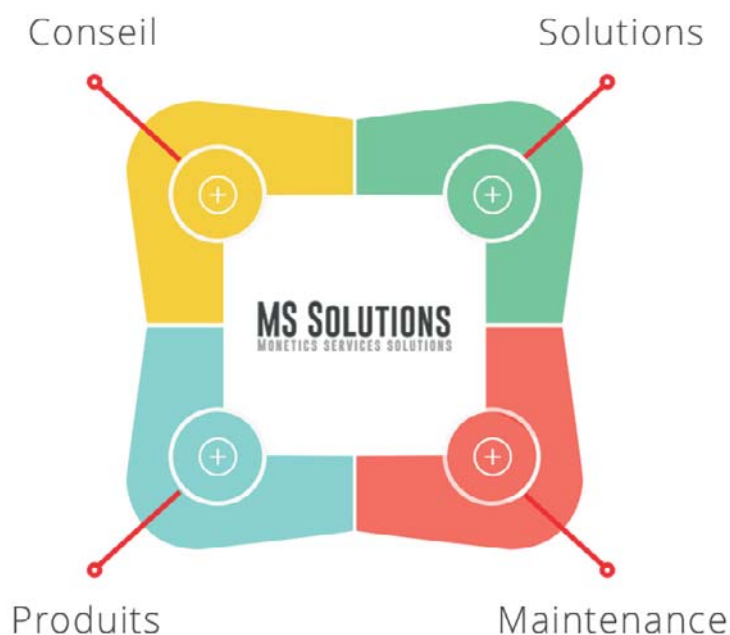 Conseil
Solutions
MS SOLUTIONS
MONETICS SERVICES SOLUTIONS
Produits
Maintenance